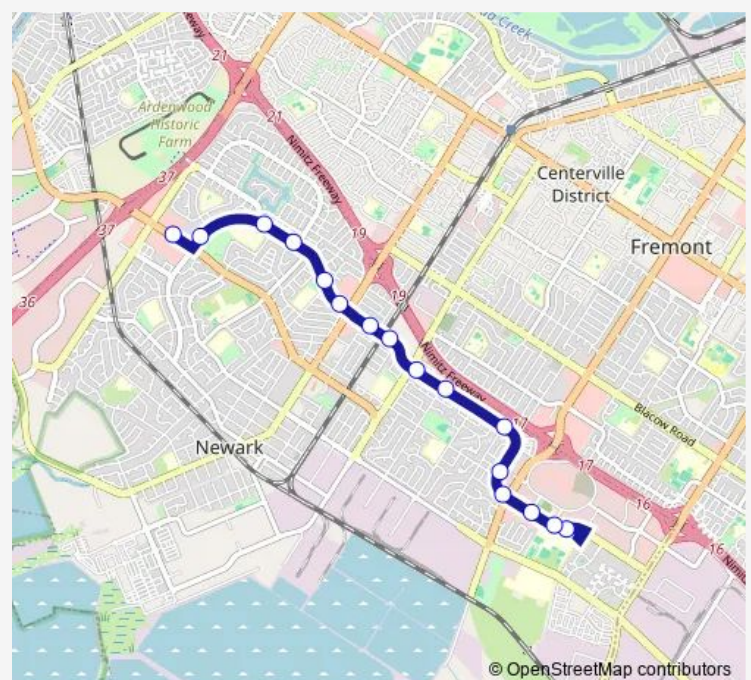 21
Ardenwood
Historic
Farm
21
37
Nimitz Freeway
Centerville
District
37
19
Fremont
36
19
Nimitz Freeway
17
Blacow Road
Newark
17
16
16
© OpenStreetMap contributors